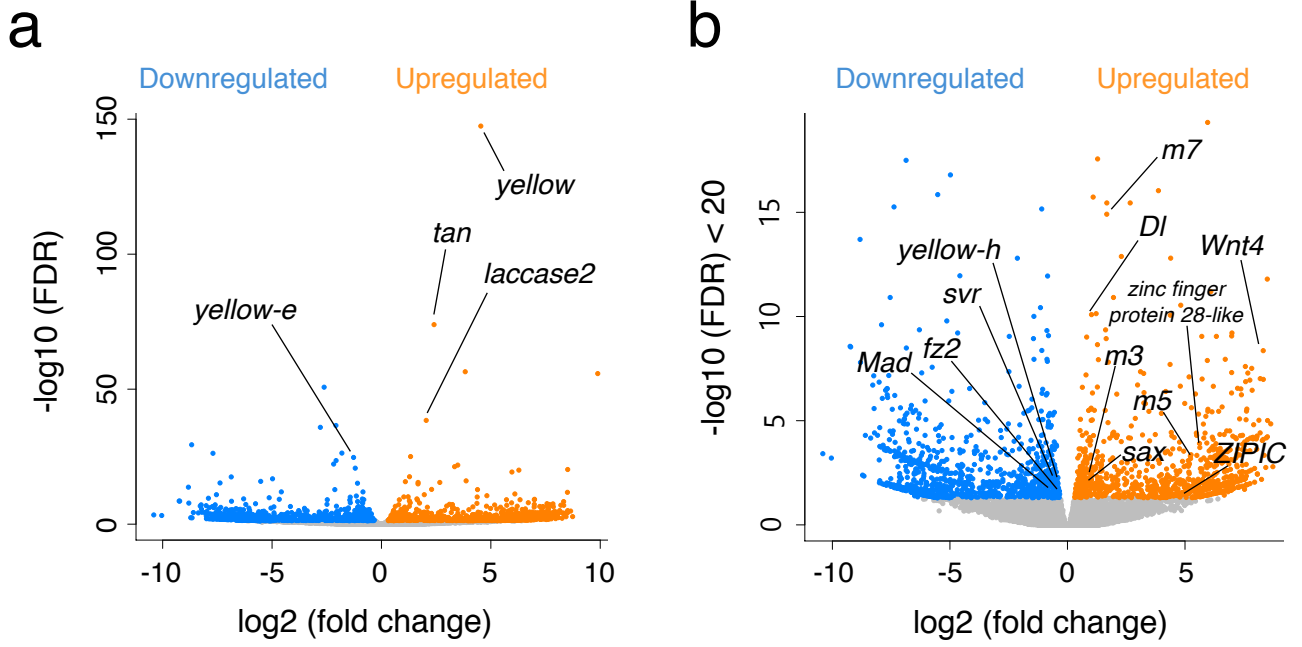 a
Downregulated
Upregulated
150
100
50
0
-log10 (FDR)
yellow
tan
laccase2
yellow-e
-10
-5
0
5
10
log2 (fold change)
b
Downregulated
Upregulated
15
10
5
0
-log10 (FDR) < 20
m7
Dl
Wnt4
yellow-h
svr
zinc finger
protein 28-like
fz2
Mad
m3
m5
sax
ZIPIC
-10
-5
0
5
log2 (fold change)